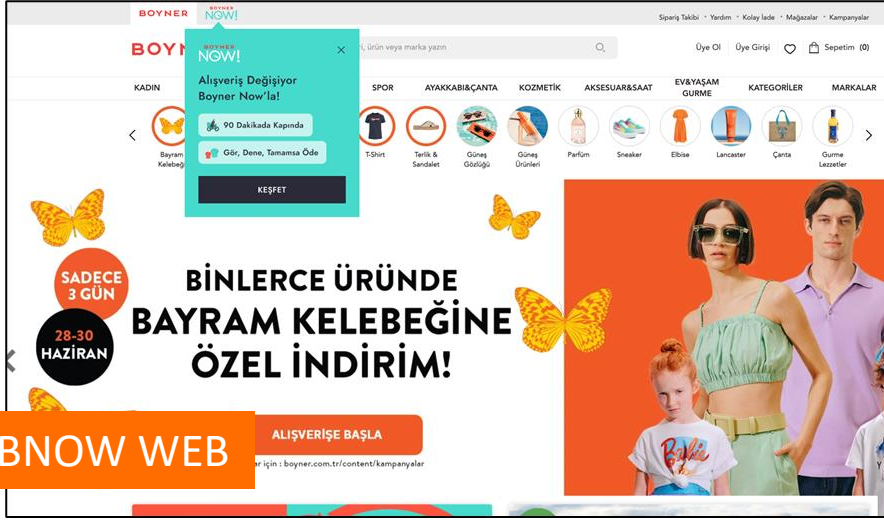 BOYNER
BOYNER
NOW!
Sipariş Takibi • Yardım • Kolay İade • Mağazalar • Kampanyalar
BOYNER
NOW!
Alışveriş Değişiyor
Boyner Now'la!
90 Dakikada Kapında
Gör, Dene, Tamamsa Öde
KEŞFET
ürün veya marka yazın
Üye Ol
Üye Girişi
Sepetim (0)
KADIN
SPOR
AYAKKABI&ÇANTA
KOZMETİK
AKSESUAR&SAAT
EV&YAŞAM
GURME
KATEGORİLER
MARKALAR
Bayram
T-Shirt
Terlik &
Sandalet
Güneş
Gözlüğü
Güneş
Ürünleri
Parfüm
Sneaker
Elbise
Lancaster
Çanta
Gurme
Lezzetler
SADECE
3 GÜN
28-30
HAZİRAN
BİNLERCE ÜRÜNDE
BAYRAM KELEBEĞİNE
ÖZEL İNDİRİM!
ALIŞVERİŞE BAŞLA
için : boyner.com.tr/content/kampanyalar
BNOW WEB